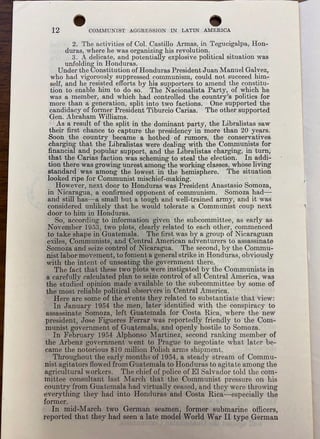 12 COMMUNIST AGGRESSION IN LATIN AMERICA
2. The activities of Col. Castillo Armas, in Tegucigalpa, Hon-
duras, where he was organizing his revolution.
3. A delicate, and potentially explosive political situation was
unfolding in Honduras.
Under the Constitution of Honduras President Juan Manuel Galvez,
who had vigorously suppressed communism, could not succeed him-
self, and he resisted efforts by his supporters to amend the constitu-
tion to enable him to do so. The Nacionalista Party, of which he
was a member, and which had controlled the country's politics for
more than a generation, split into two factions. One supported the
candidacy of former President Tiburcio Carias. The other supported
Gen. Abraham Williams.
As a result of the split in the dominant party, the Libralistas saw
their first chance to capture the presidency in more than 20 years.
Soon the country became a hotbed of rumors, the conservatives
charging that the Libralistas were dealing with the Communists for
financial and popular support, and the Libralistas charging, in turn,
that the Carias faction was scheming to steal the election. In addi-
tion there was growing unrest among the working classes, whose living
standard was among the lowest in the hemisphere. The situation
looked ripe for Communist mischief-making.
However, next door to Honduras was President Anastasio Somoza,
in Nicaragua, a confirmed opponent of communism. Somoza had—
and still has—a small but a tough and well-trained army, and it was
considered unlikely that he would tolerate a Communist coup next
door to him in Honduras.
So, according to information given the subcommittee, as early as
November 1953, two plots, closely related to each other, commenced
to take shape in Guatemala. The first was by a group of Nicaraguan
exiles, Communists, and Central American adventurers to assassinate
Somoza and seize control of Nicaragua. The second, by the Commu-
nist labor movement, to foment a general strike in Honduras, obviously
with the intent of unseating the government there.
The fact that these two plots were instigated by the Communists in
a carefully calculated plan to seize control of all Central America, was
the studied opinion made available to the subcommittee by some of
the most reliable political observers in Central America.
Here are some of the events they related to substantiate that view:
In January 1954 the men, later identified with the conspiracy to
assassinate Somoza, left Guatemala for Costa Rica, where the new
president, Jose Figueres Ferrar was reportedly friendly to the Com-
munist government of Guatemala, and openly hostile to Somoza.
In February 1954 Alphonso Martinez, second ranking member of
the Arbenz government went to Prague to negotiate what later be-
came the notorious $10 million Polish arms shipment.
Throughout the early months of 1954, a steady stream of Commu-
nist agitators flowed from Guatemala to Honduras to agitate among the
agricultural workers. The chief of police of El Salvador told the com-
mittee consultant last March that the Communist pressure on his
country from Guatemala had virtually ceased, and they were throwing
everything they had into Honduras and Costa Rica—especially the
former.
In mid-March two German seamen, former submarine officers,
reported that they had seen a late model World War II type German